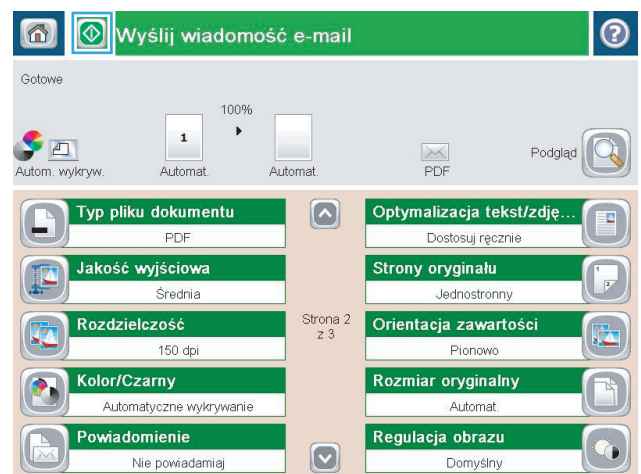 Wyślij wiadomość e-mail
Gotowe
100%
1
Autom. wykryw.
Automat.
Automat.
PDF
Podgląd
Typ pliku dokumentu
PDF
Jakość wyjściowa
Średnia
Rozdzielczość
150 dpi
Kolor/Czarny
Automatyczne wykrywanie
Powiadomienie
Nie powiadamiaj
Strona 2
z 3
Optymalizacja tekst/zdję...
Dostosuj ręcznie
Strony oryginału
Jednostronny
Orientacja zawartości
Pionowo
Rozmiar oryginalny
Automat.
Regulacja obrazu
Domyślny